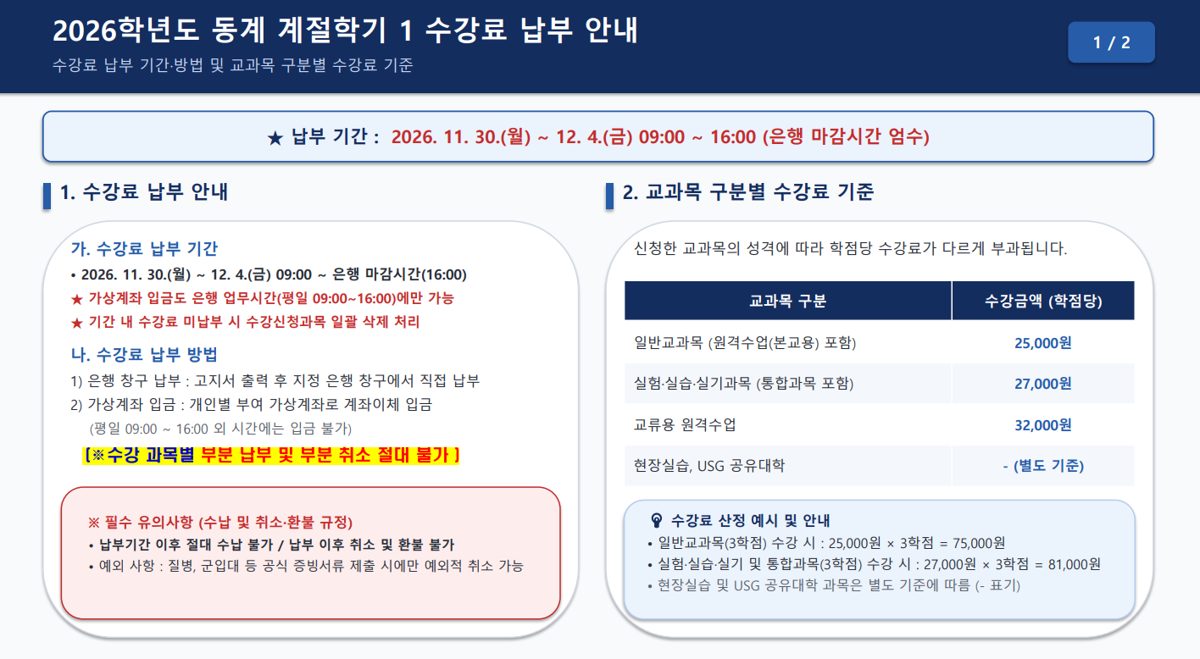 2026학년도 동계 계절학기 1 수강료 납부 안내
수강료 납부 기간·방법 및 교과목 구분별 수강료 기준
1 / 2
★ 납부 기간 : 2026. 11. 30.(월) ~ 12. 4.(금) 09:00 ~ 16:00 (은행 마감시간 엄수)
1. 수강료 납부 안내
가. 수강료 납부 기간
• 2026. 11. 30.(월) ~ 12. 4.(금) 09:00 ~ 은행 마감시간(16:00)
★ 가상계좌 입금도 은행 업무시간(평일 09:00~16:00)에만 가능
★ 기간 내 수강료 미납부 시 수강신청과목 일괄 삭제 처리
나. 수강료 납부 방법
1) 은행 창구 납부 : 고지서 출력 후 지정 은행 창구에서 직접 납부
2) 가상계좌 입금 : 개인별 부여 가상계좌로 계좌이체 입금
(평일 09:00 ~ 16:00 외 시간에는 입금 불가)
[※수강 과목별 부분 납부 및 부분 취소 절대 불가 ]
※ 필수 유의사항 (수납 및 취소·환불 규정)
• 납부기간 이후 절대 수납 불가 / 납부 이후 취소 및 환불 불가
• 예외 사항 : 질병, 군입대 등 공식 증빙서류 제출 시에만 예외적 취소 가능
2. 교과목 구분별 수강료 기준
신청한 교과목의 성격에 따라 학점당 수강료가 다르게 부과됩니다.
교과목 구분 수강금액 (학점당)
일반교과목 (원격수업(본교용) 포함) 25,000원
실험·실습·실기과목 (통합과목 포함) 27,000원
교류용 원격수업 32,000원
현장실습, USG 공유대학 - (별도 기준)
수강료 산정 예시 및 안내
• 일반교과목(3학점) 수강 시 : 25,000원 × 3학점 = 75,000원
• 실험·실습·실기 및 통합과목(3학점) 수강 시 : 27,000원 × 3학점 = 81,000원
• 현장실습 및 USG 공유대학 과목은 별도 기준에 따름 (- 표기)